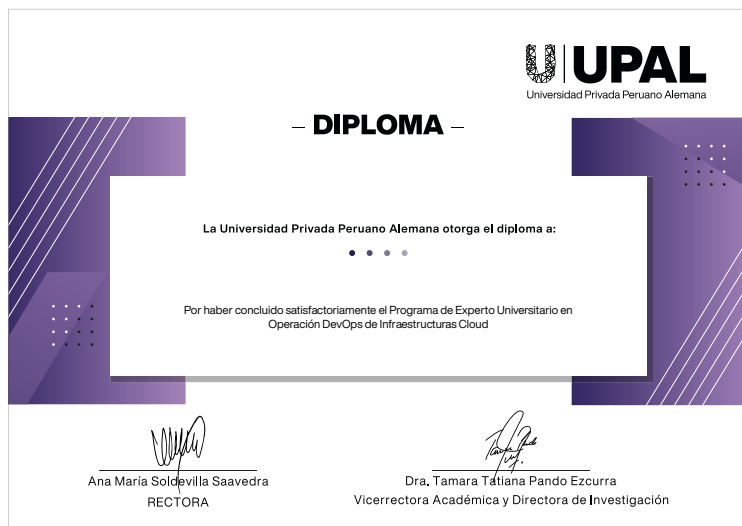 UPAL
Universidad Privada Peruano Alemana
– DIPLOMA –
La Universidad Privada Peruano Alemana otorga el diploma a:
Por haber concluido satisfactoriamente el Programa de Experto Universitario en
Operación DevOps de Infraestructuras Cloud
Ana María Soldevilla Saavedra
RECTORA
Dra. Tamara Tatiana Pando Ezcurra
Vicerrectora Académica y Directora de Investigación